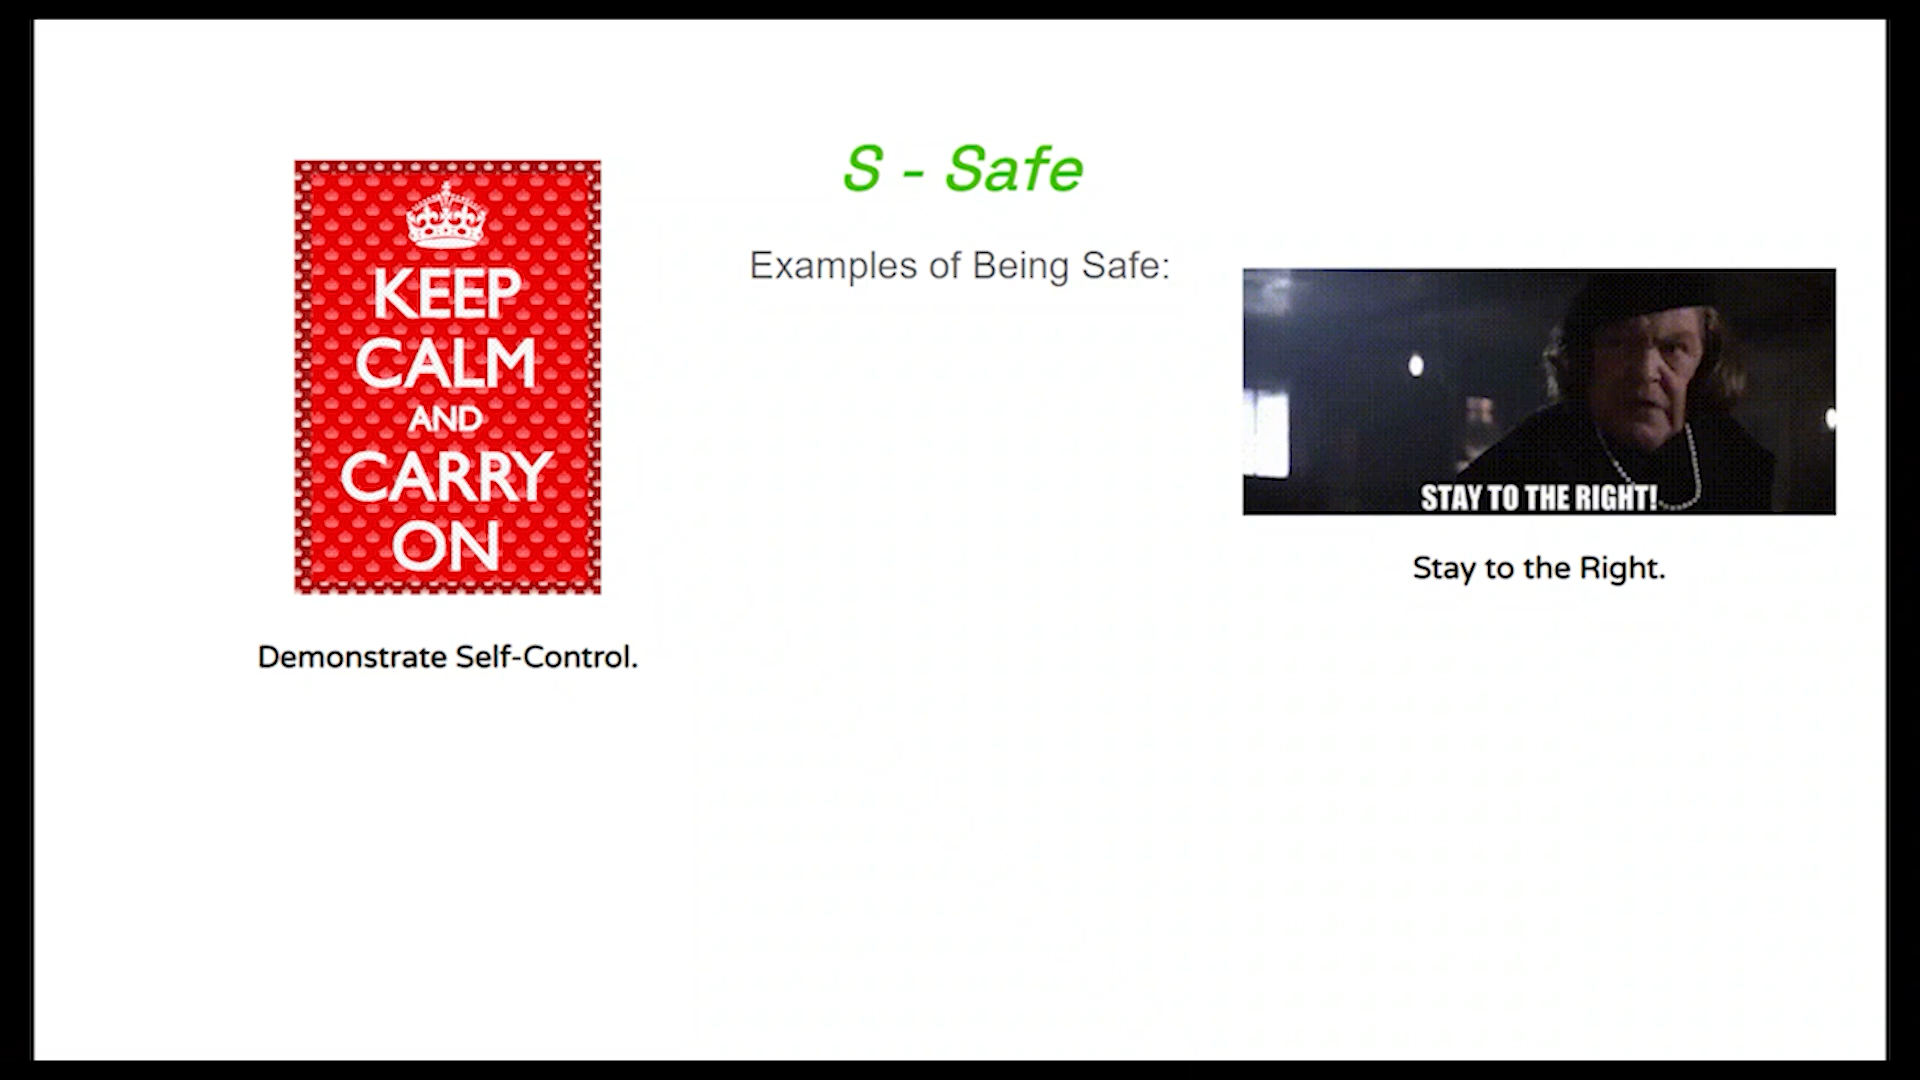 S - Safe
Examples of Being Safe:
KEEP
CALM
AND
CARRY
ON
Demonstrate Self-Control.
STAY TO THE RIGHT!
Stay to the Right.